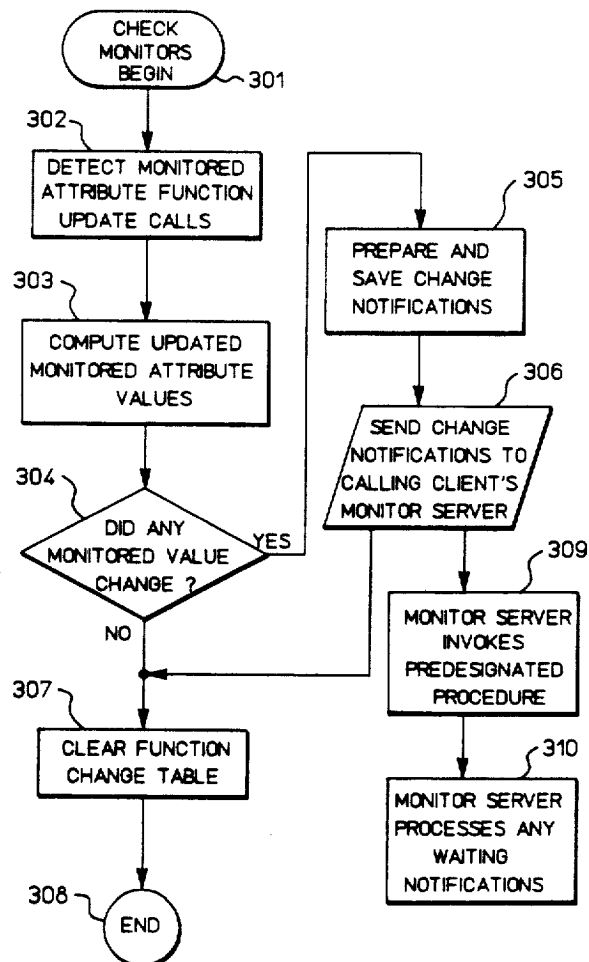 CHECK
MONITORS
BEGIN
301
302
DETECT MONITORED
ATTRIBUTE FUNCTION
UPDATE CALLS
303
COMPUTE UPDATED
MONITORED ATTRIBUTE
VALUES
304
DID ANY
MONITORED VALUE
CHANGE ?
YES
NO
305
PREPARE AND
SAVE CHANGE
NOTIFICATIONS
306
SEND CHANGE
NOTIFICATIONS TO
CALLING CLIENT'S
MONITOR SERVER
309
MONITOR SERVER
INVOKES
PREDESIGNATED
PROCEDURE
307
CLEAR FUNCTION
CHANGE TABLE
310
MONITOR SERVER
PROCESSES ANY
WAITING
NOTIFICATIONS
308
END